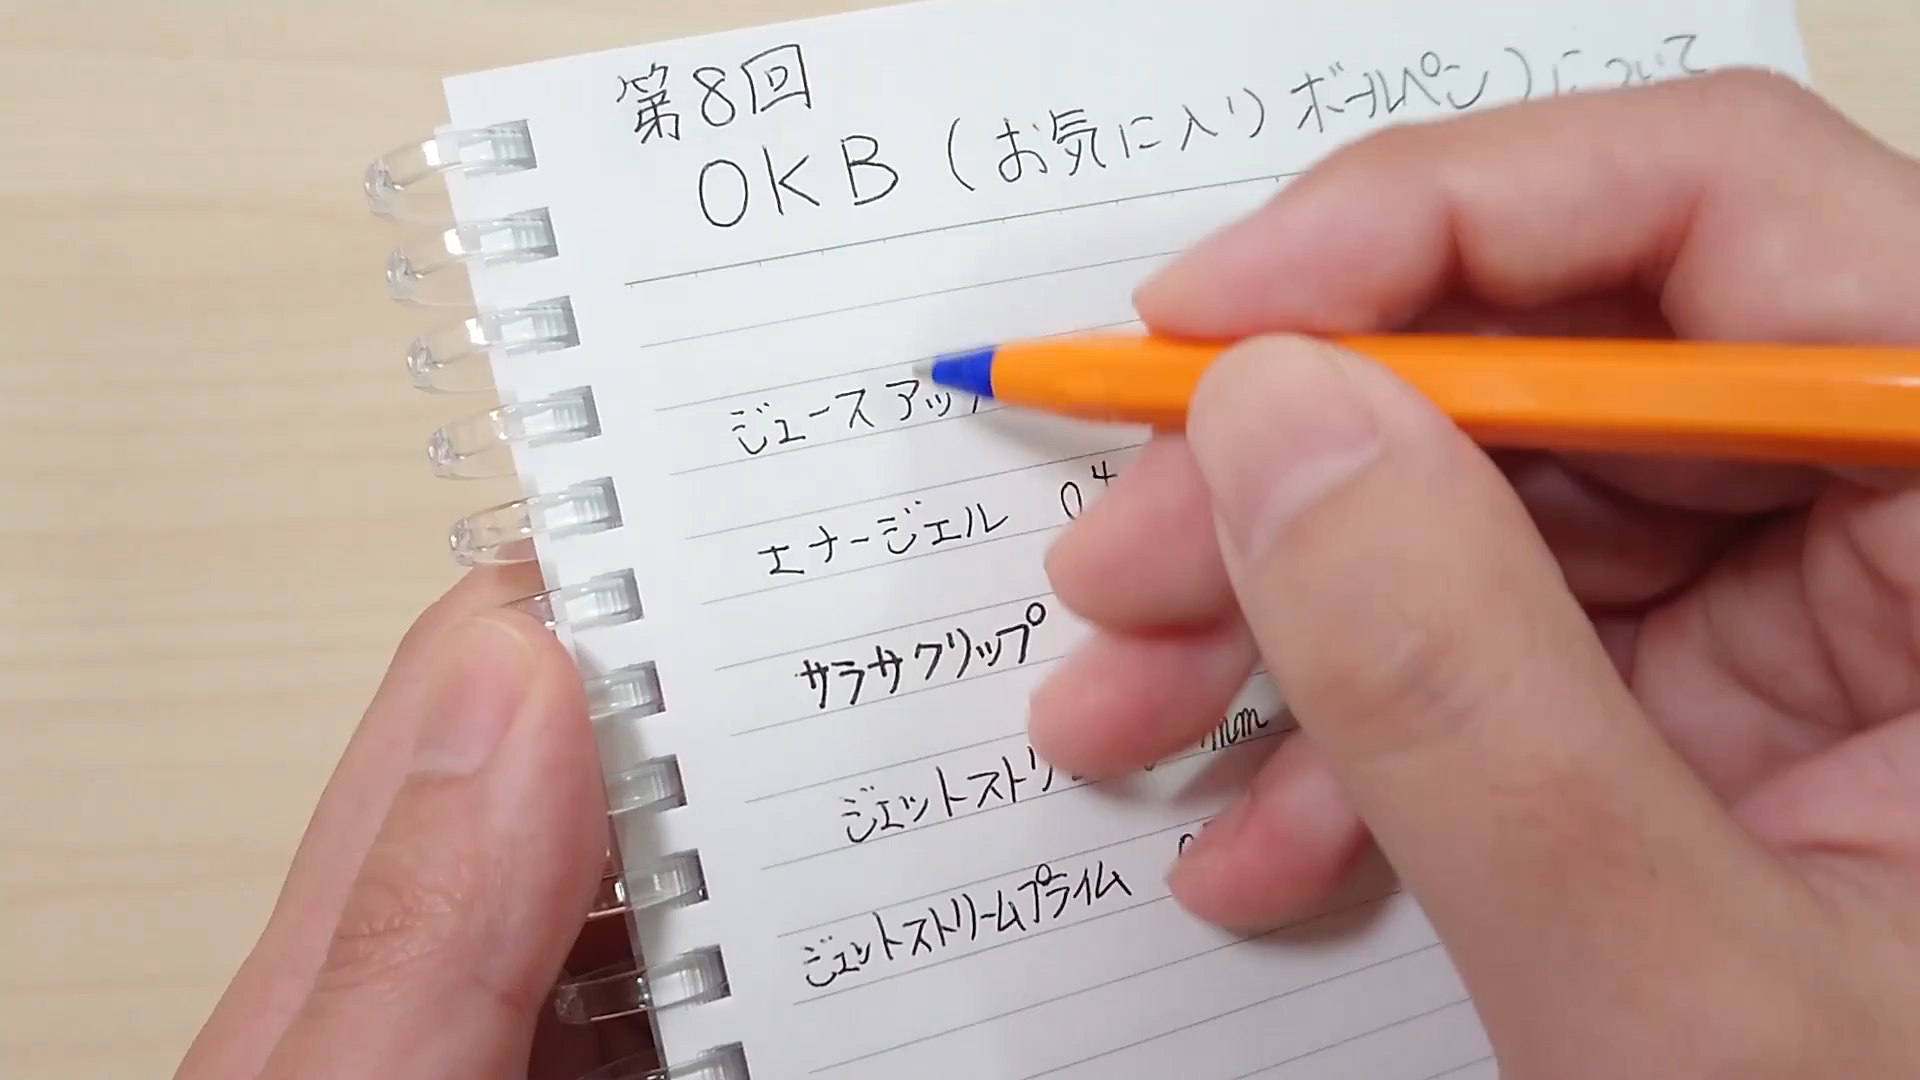 第8回
OKB(お気に入りボールペン)について
ジュースアッ
エナージェル 0.4
サラサクリップ
ジェットストリ mm
ジェットストリームプライム